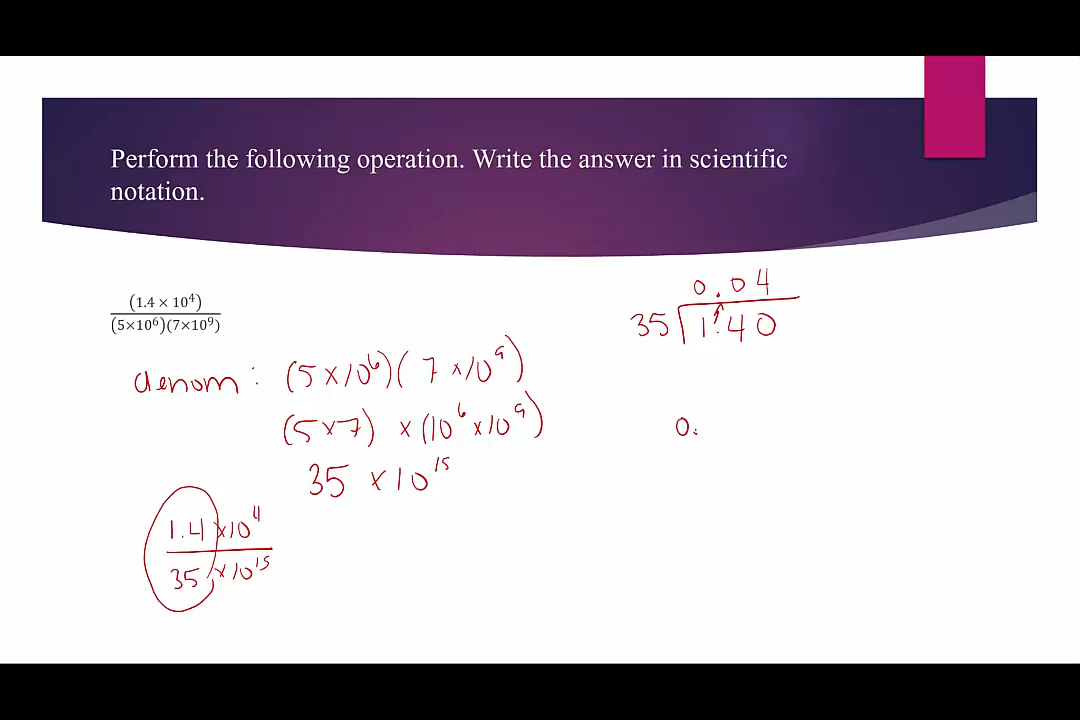 Perform the following operation. Write the answer in scientific
notation.
(1.4 × 10⁴)
(5×10⁶)(7×10⁹)
denom : (5 × 10⁶)( 7 × 10⁹)
(5 × 7) × (10⁶ × 10⁹)
35 × 10¹⁵
1.4 × 10⁴
35 × 10¹⁵
0.04
35 1.40
0.